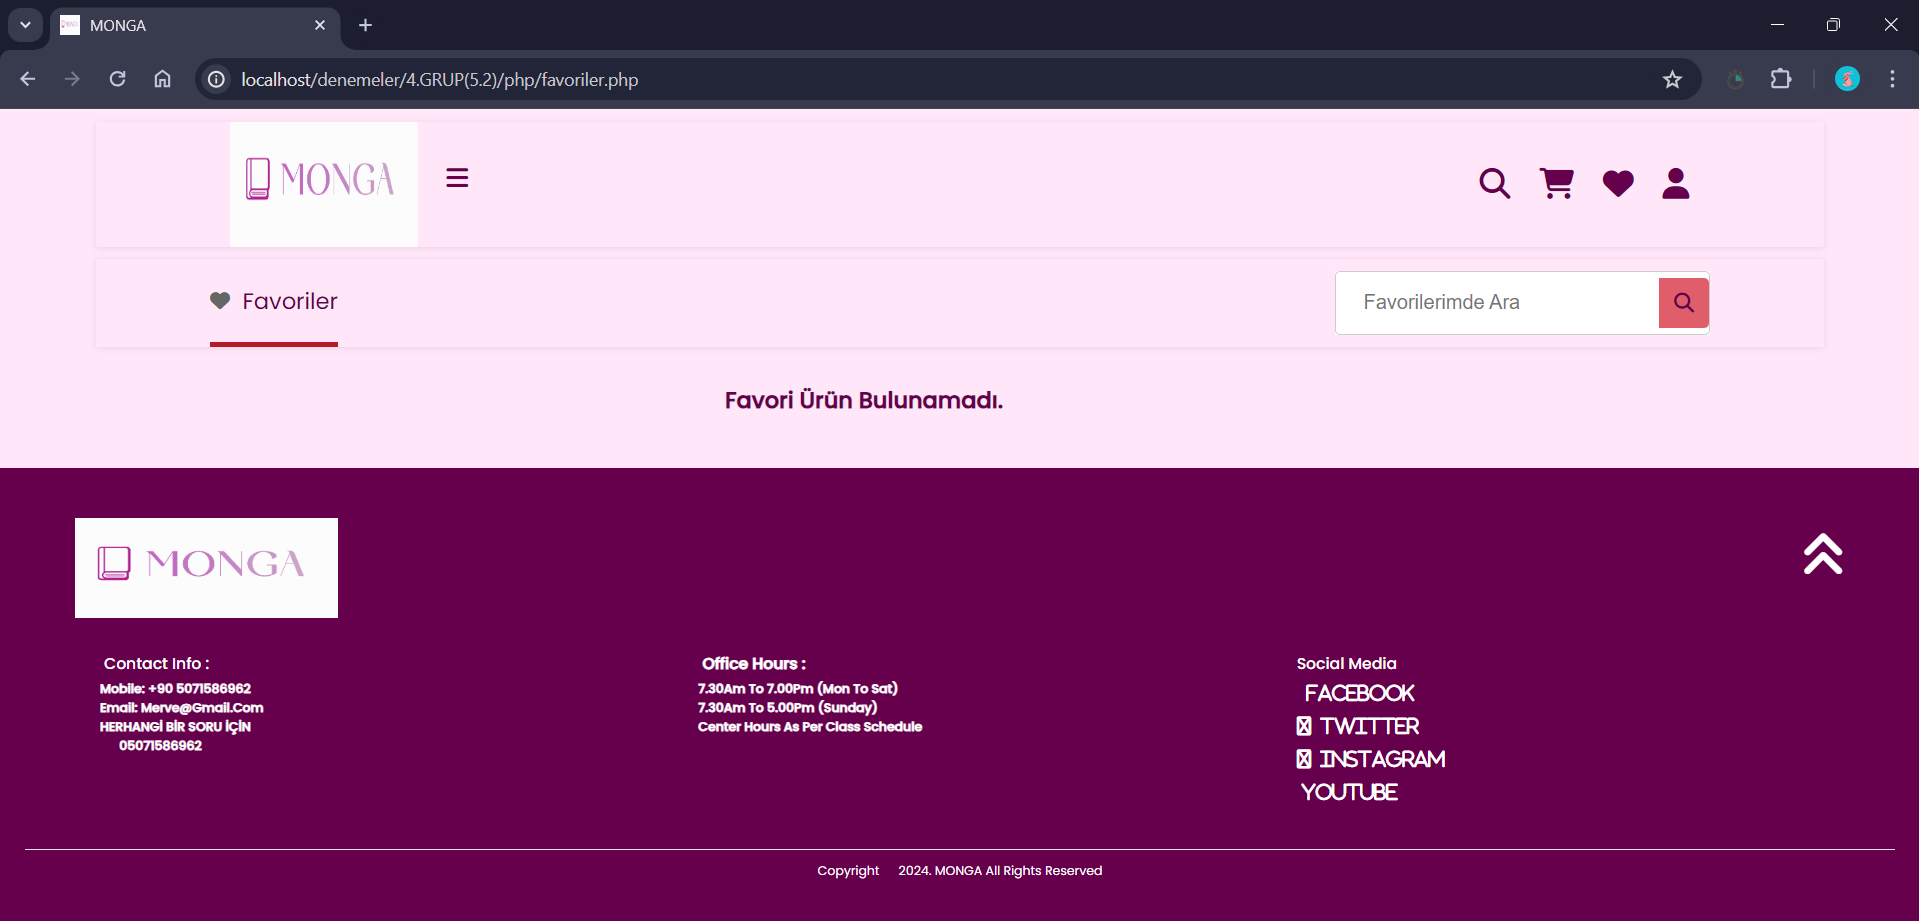 MONGA
localhost/denemeler/4.GRUP(5.2)/php/favoriler.php
MONGA
Favoriler
Favorilerimde Ara
Favori Ürün Bulunamadı.
MONGA
Contact Info :
Mobile: +90 5071586962
Email: Merve@Gmail.Com
HERHANGİ BİR SORU İÇİN
05071586962
Office Hours :
7.30Am To 7.00Pm (Mon To Sat)
7.30Am To 5.00Pm (Sunday)
Center Hours As Per Class Schedule
Social Media
FACEBOOK
TWITTER
INSTAGRAM
YOUTUBE
Copyright 2024. MONGA All Rights Reserved